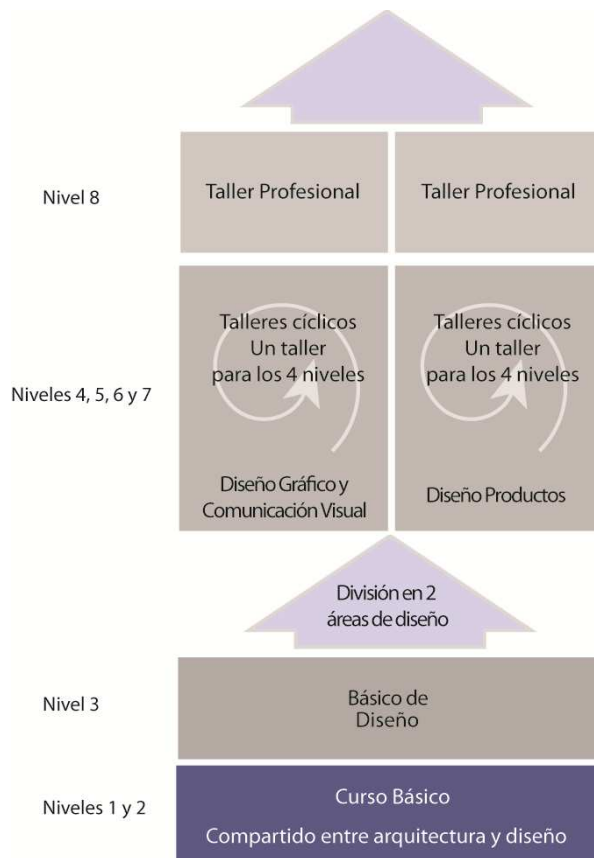 Nivel 8
Taller Profesional
Taller Profesional
Niveles 4, 5, 6 y 7
Talleres cíclicos
Un taller
para los 4 niveles
Diseño Gráfico y
Comunicación Visual
Talleres cíclicos
Un taller
para los 4 niveles
Diseño Productos
División en 2
áreas de diseño
Nivel 3
Básico de
Diseño
Niveles 1 y 2
Curso Básico
Compartido entre arquitectura y diseño